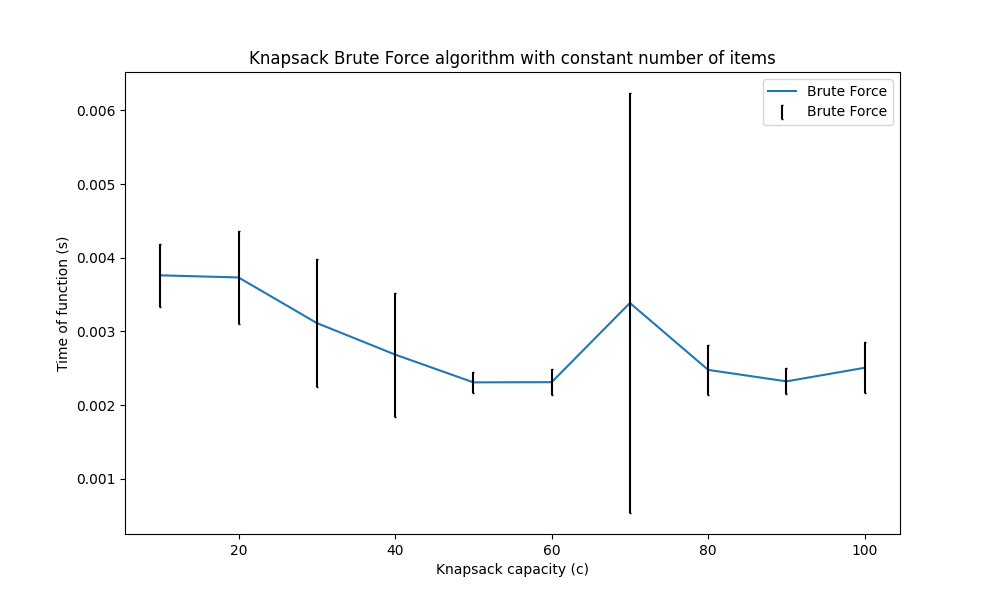 Knapsack Brute Force algorithm with constant number of items
Brute Force
Brute Force
Time of function (s)
0.006
0.005
0.004
0.003
0.002
0.001
20 40 60 80 100
Knapsack capacity (c)